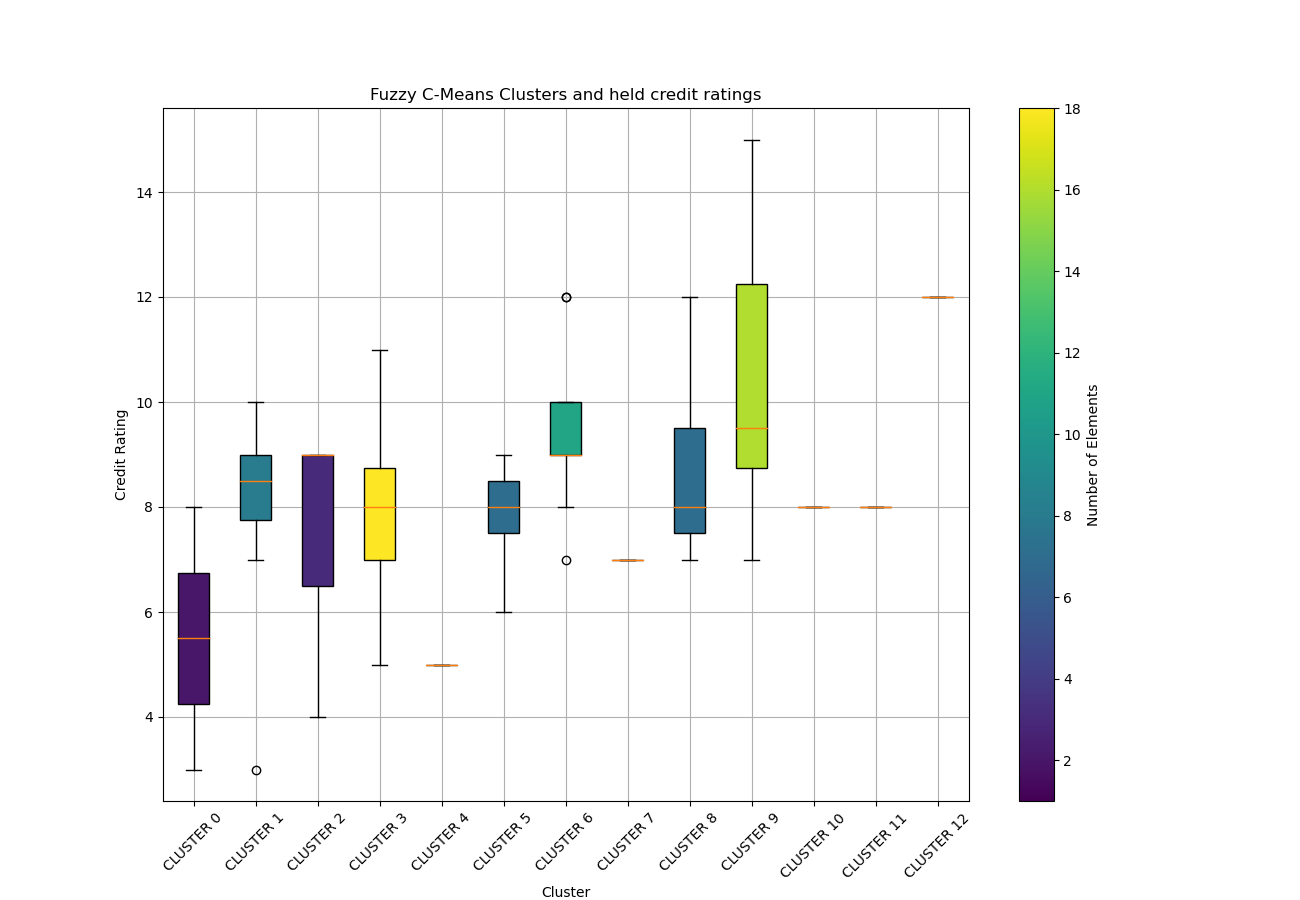 Fuzzy C-Means Clusters and held credit ratings
Credit Rating
14
12
10
8
6
4
CLUSTER 0
CLUSTER 1
CLUSTER 2
CLUSTER 3
CLUSTER 4
CLUSTER 5
CLUSTER 6
CLUSTER 7
CLUSTER 8
CLUSTER 9
CLUSTER 10
CLUSTER 11
CLUSTER 12
Cluster
18
16
14
12
10
8
6
4
2
Number of Elements